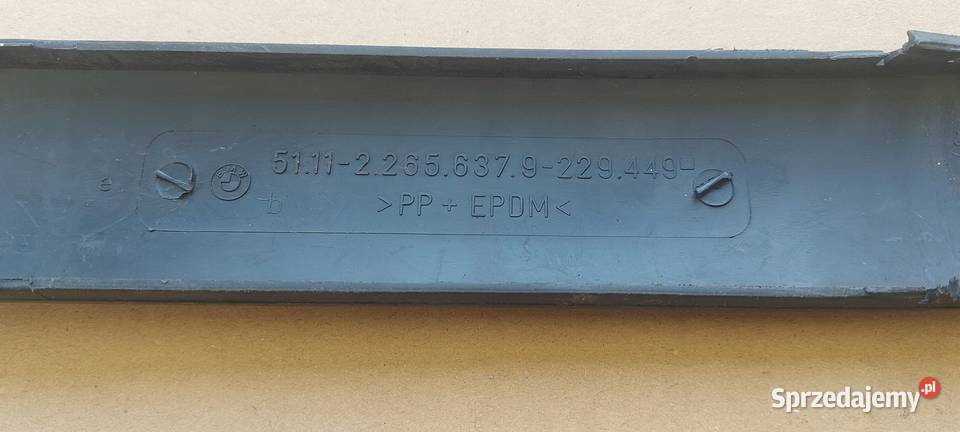 51.11-2.265.637.9-229.449
>PP + EPDM<
e
b
Sprzedajemy.pl